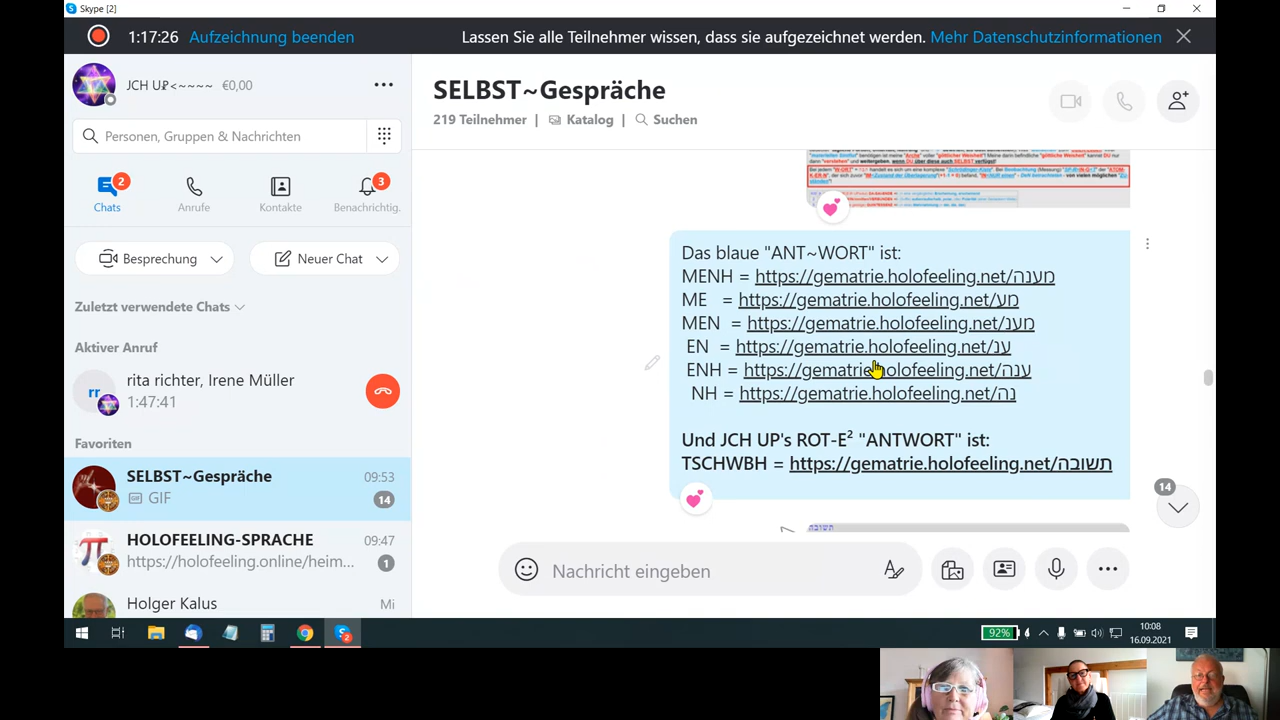 Skype [2]
1:17:26 Aufzeichnung beenden
Lassen Sie alle Teilnehmer wissen, dass sie aufgezeichnet werden. Mehr Datenschutzinformationen
JCH UP<~~~~ €0,00
Personen, Gruppen & Nachrichten
2
3
Chats
Anrufe
Kontakte
Benachrichtig.
Besprechung
Neuer Chat
Zuletzt verwendete Chats
Aktiver Anruf
rr
rita richter, Irene Müller
1:47:41
Favoriten
SELBST~Gespräche 09:53
GIF 14
HOLOFEELING-SPRACHE 09:47
https://holofeeling.online/heim... 1
Holger Kalus Mi
SELBST~Gespräche
219 Teilnehmer | Katalog | Suchen
Das blaue "ANT~WORT" ist:
MENH = https://gematrie.holofeeling.net/מענה
ME = https://gematrie.holofeeling.net/מע
MEN = https://gematrie.holofeeling.net/מענ
EN = https://gematrie.holofeeling.net/ענ
ENH = https://gematrie.holofeeling.net/ענה
NH = https://gematrie.holofeeling.net/נה
Und JCH UP's ROT-E² "ANTWORT" ist:
TSCHWBH = https://gematrie.holofeeling.net/תשובה
14
תשובה
Nachricht eingeben
92%
10:08
16.09.2021
2